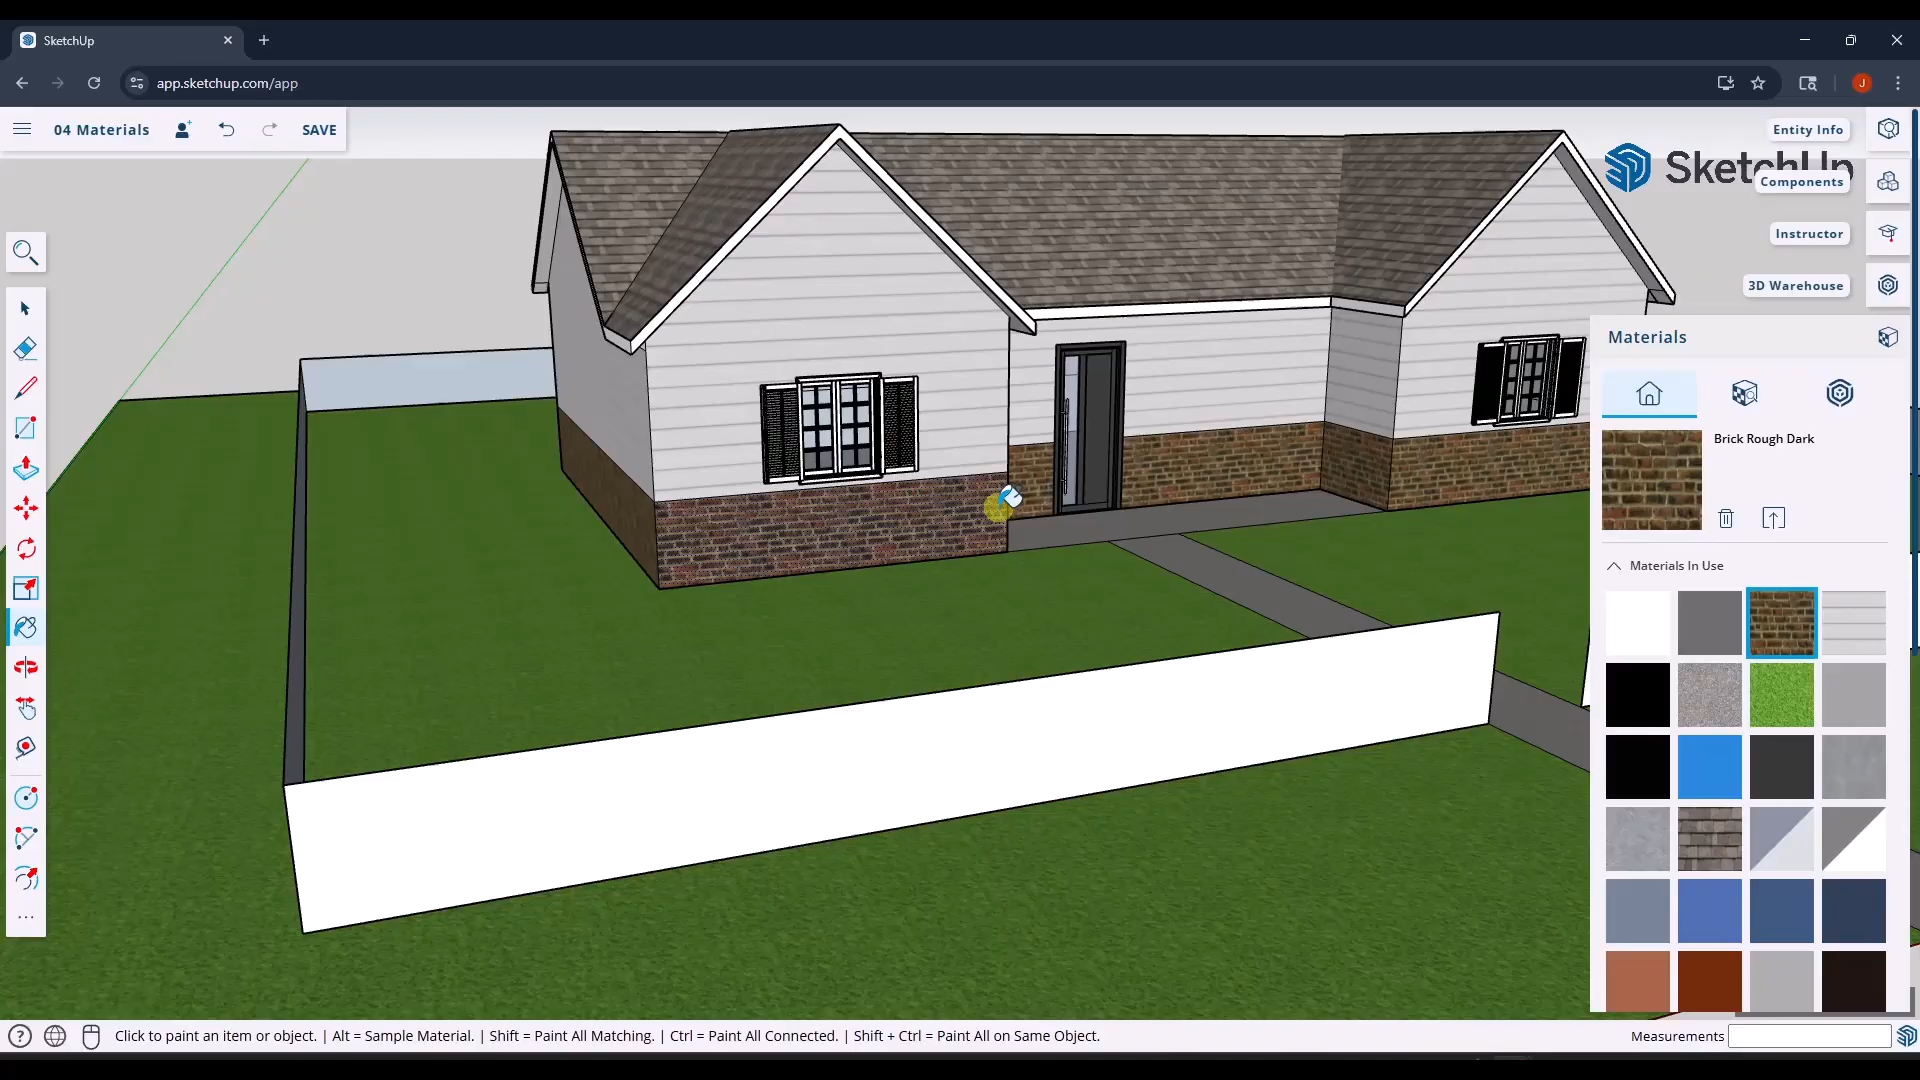 SketchUp
app.sketchup.com/app
04 Materials
SAVE
SketchUp
Entity Info
Components
Instructor
3D Warehouse
Materials
Brick Rough Dark
Materials In Use
Click to paint an item or object. | Alt = Sample Material. | Shift = Paint All Matching. | Ctrl = Paint All Connected. | Shift + Ctrl = Paint All on Same Object.
Measurements